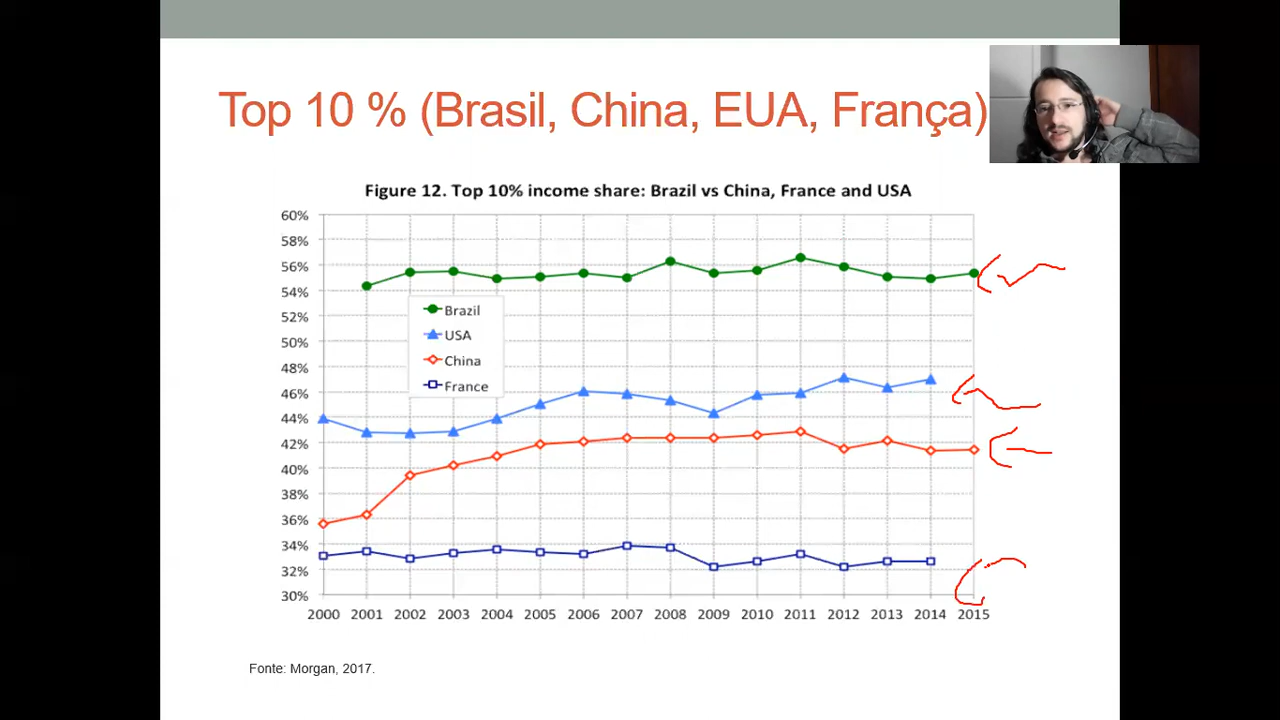 Top 10 % (Brasil, China, EUA, França)
Figure 12. Top 10% income share: Brazil vs China, France and USA
60%
58%
56%
54%
52%
50%
48%
46%
44%
42%
40%
38%
36%
34%
32%
30%
Brazil
USA
China
France
2000 2001 2002 2003 2004 2005 2006 2007 2008 2009 2010 2011 2012 2013 2014 2015
Fonte: Morgan, 2017.